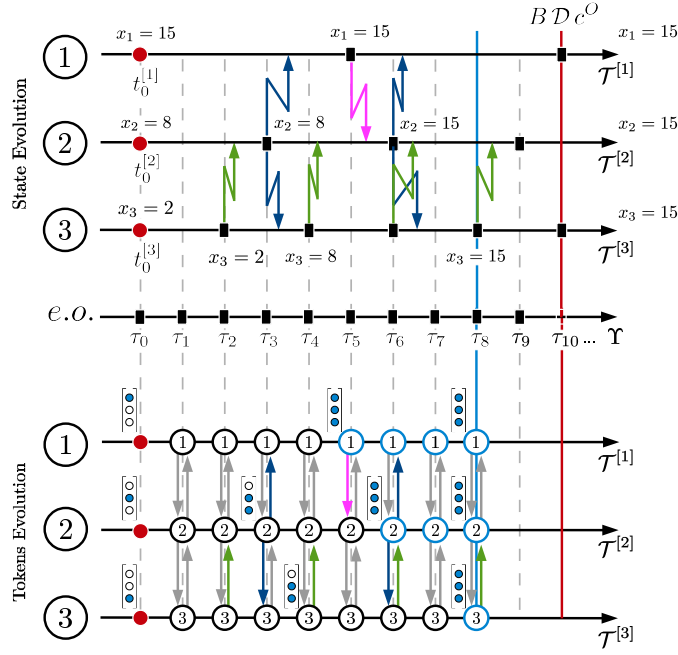 B D c^O
x_1 = 15 x_1 = 15 x_1 = 15
1 T^[1]
t_0^[1]
x_2 = 8 x_2 = 8 x_2 = 15 x_2 = 15
2 T^[2]
t_0^[2]
x_3 = 2 x_3 = 15
3 T^[3]
t_0^[3] x_3 = 2 x_3 = 8 x_3 = 15
State Evolution
e.o.
τ_0 τ_1 τ_2 τ_3 τ_4 τ_5 τ_6 τ_7 τ_8 τ_9 τ_10 ... Υ
1 1 1 1 1 1 1 1 1 T^[1]
2 2 2 2 2 2 2 2 2 T^[2]
3 3 3 3 3 3 3 3 3 T^[3]
Tokens Evolution